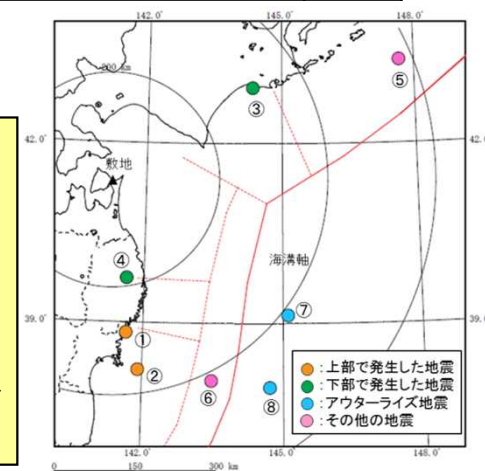 142.0° 145.0° 148.0°
200 km
⑤
③
42.0° 42.0°
敷地
④
海溝軸
⑦
39.0° 39.0°
①
②
⑥
⑧
:上部で発生した地震
:下部で発生した地震
:アウターライズ地震
:その他の地震
142.0° 145.0° 148.0°
0 150 300 km